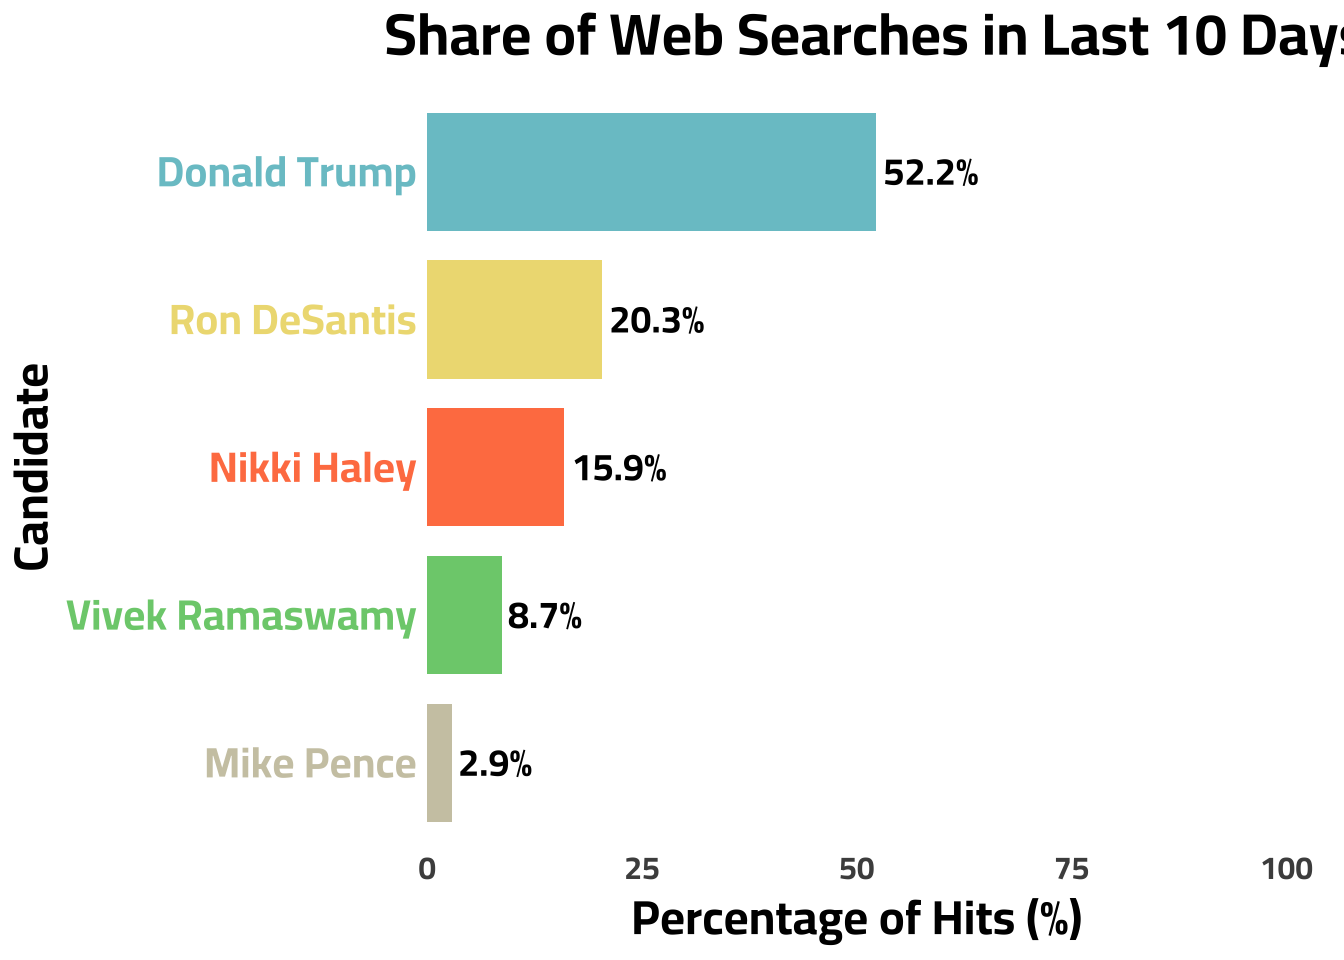 Share of Web Searches in Last 10 Days
Donald Trump
52.2%
Ron DeSantis
20.3%
Nikki Haley
15.9%
Vivek Ramaswamy
8.7%
Mike Pence
2.9%
Candidate
0 25 50 75 100
Percentage of Hits (%)